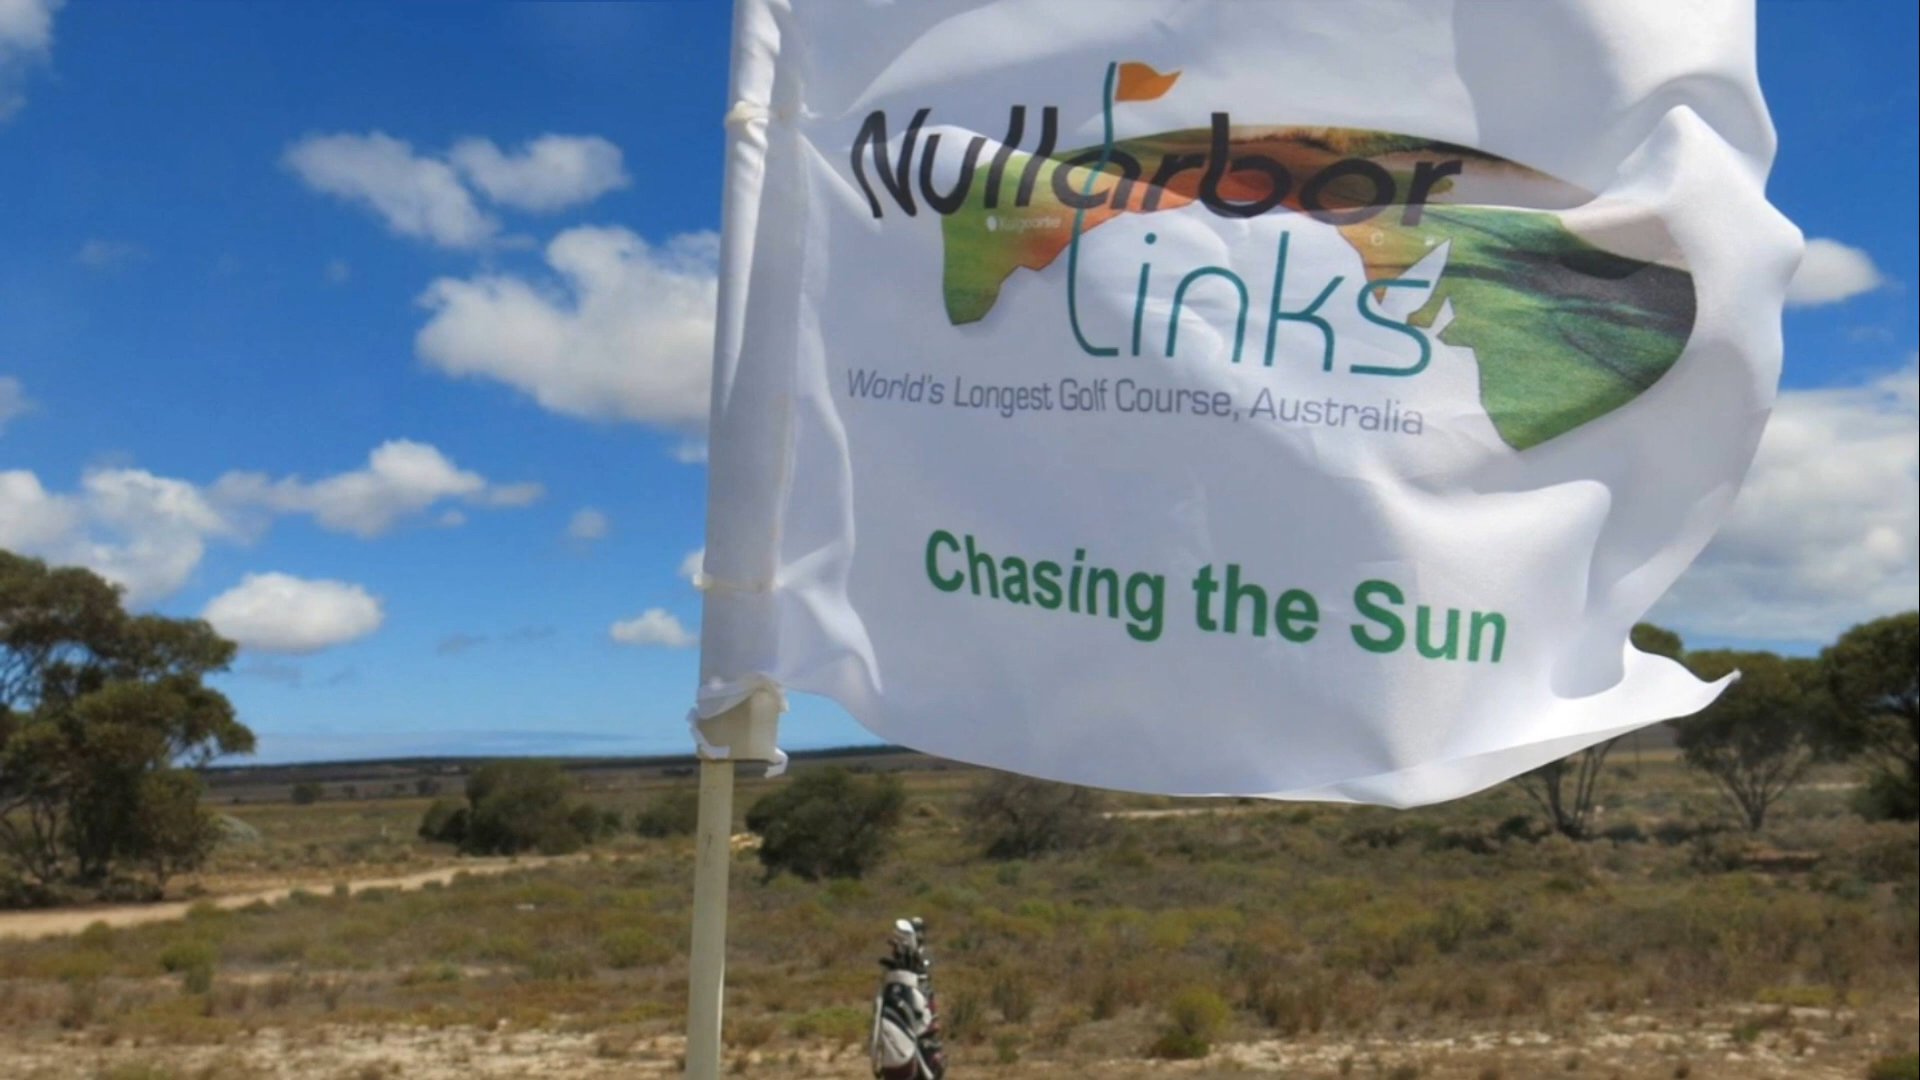 Nullarbor
Links
World's Longest Golf Course, Australia
Chasing the Sun